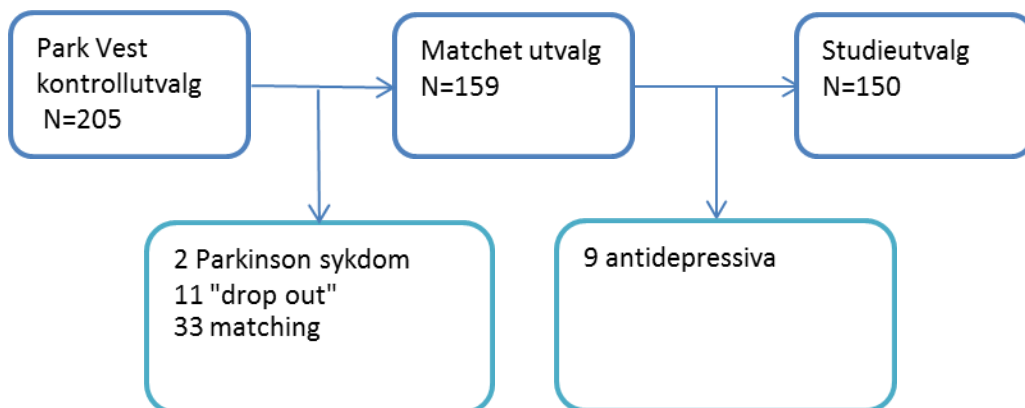 Park Vest
kontrollutvalg
N=205
Matchet utvalg
N=159
Studieutvalg
N=150
2 Parkinson sykdom
11 "drop out"
33 matching
9 antidepressiva